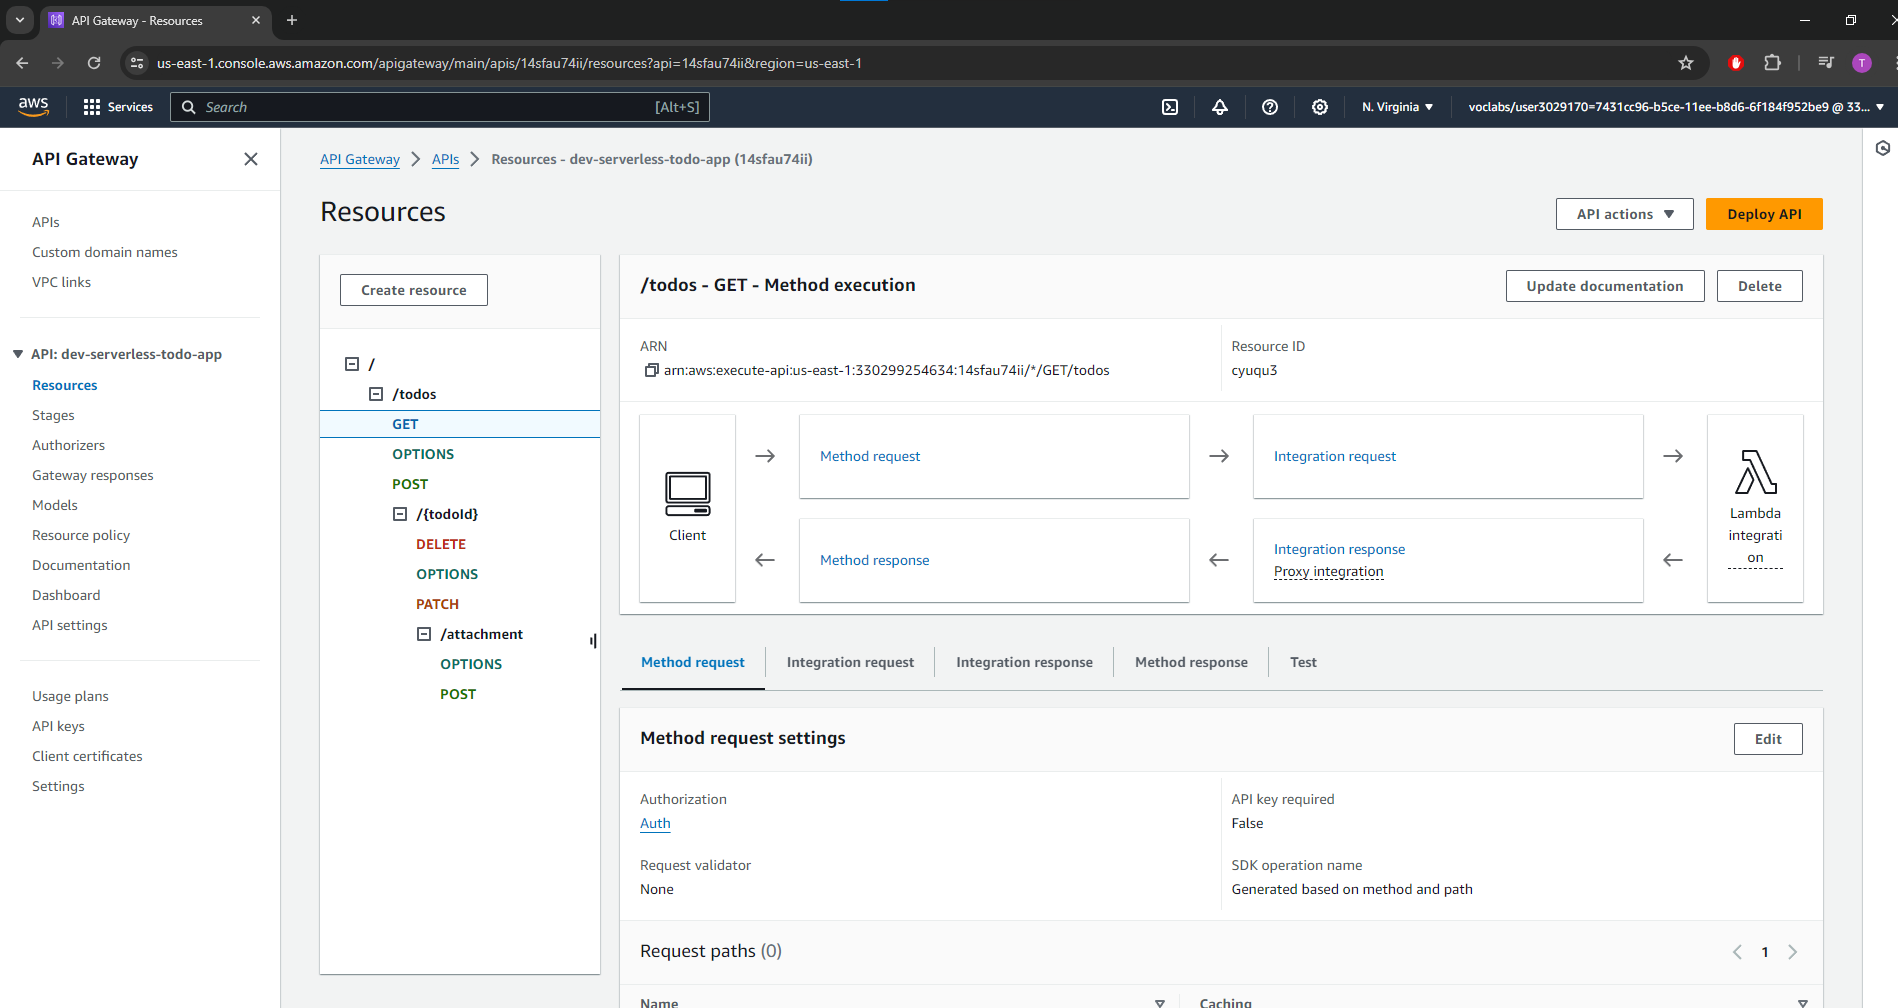 API Gateway - Resources
us-east-1.console.aws.amazon.com/apigateway/main/apis/14sfau74ii/resources?api=14sfau74ii&region=us-east-1
T
aws
Services
Search
[Alt+S]
N. Virginia
voclabs/user3029170=7431cc96-b5ce-11ee-b8d6-6f184f952be9 @ 33...
API Gateway
APIs
Custom domain names
VPC links
API: dev-serverless-todo-app
Resources
Stages
Authorizers
Gateway responses
Models
Resource policy
Documentation
Dashboard
API settings
Usage plans
API keys
Client certificates
Settings
API Gateway
APIs
Resources - dev-serverless-todo-app (14sfau74ii)
Resources
API actions
Deploy API
Create resource
/
/todos
GET
OPTIONS
POST
/{todoId}
DELETE
OPTIONS
PATCH
/attachment
OPTIONS
POST
/todos - GET - Method execution
Update documentation
Delete
ARN
arn:aws:execute-api:us-east-1:330299254634:14sfau74ii/*/GET/todos
Resource ID
cyuqu3
Client
Method request
Integration request
Method response
Integration response
Proxy integration
Lambda
integrati
on
Method request
Integration request
Integration response
Method response
Test
Method request settings
Edit
Authorization
Auth
API key required
False
Request validator
None
SDK operation name
Generated based on method and path
Request paths (0)
1
Name
Caching